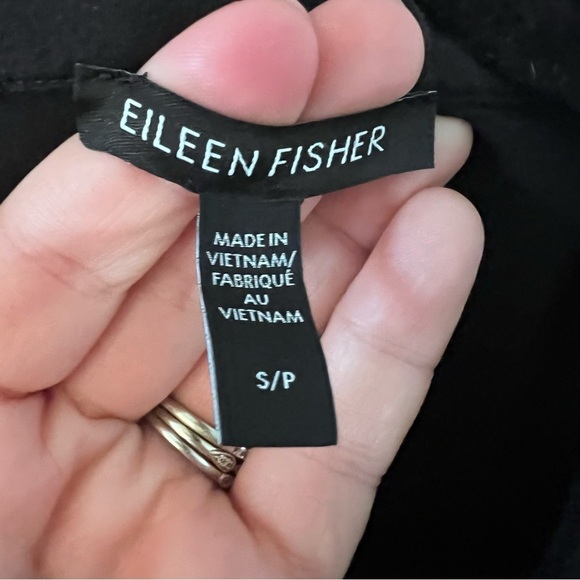 EILEEN FISHER
MADE IN
VIETNAM/
FABRIQUÉ
AU
VIETNAM
S/P